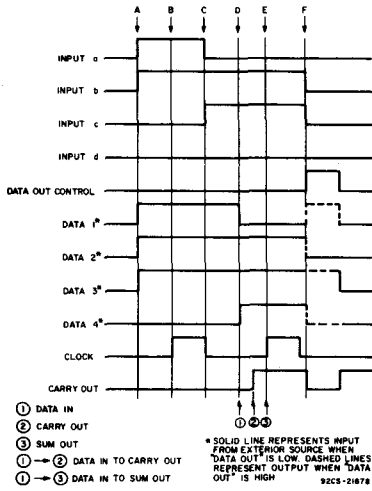 A B C D E F
INPUT a
INPUT b
INPUT c
INPUT d
DATA OUT CONTROL
DATA 1*
DATA 2*
DATA 3*
DATA 4*
CLOCK
CARRY OUT
① ② ③
① DATA IN
② CARRY OUT
③ SUM OUT
① → ② DATA IN TO CARRY OUT
① → ③ DATA IN TO SUM OUT
* SOLID LINE REPRESENTS INPUT
FROM EXTERIOR SOURCE WHEN
"DATA OUT" IS LOW. DASHED LINES
REPRESENT OUTPUT WHEN "DATA
OUT" IS HIGH
92CS-21878